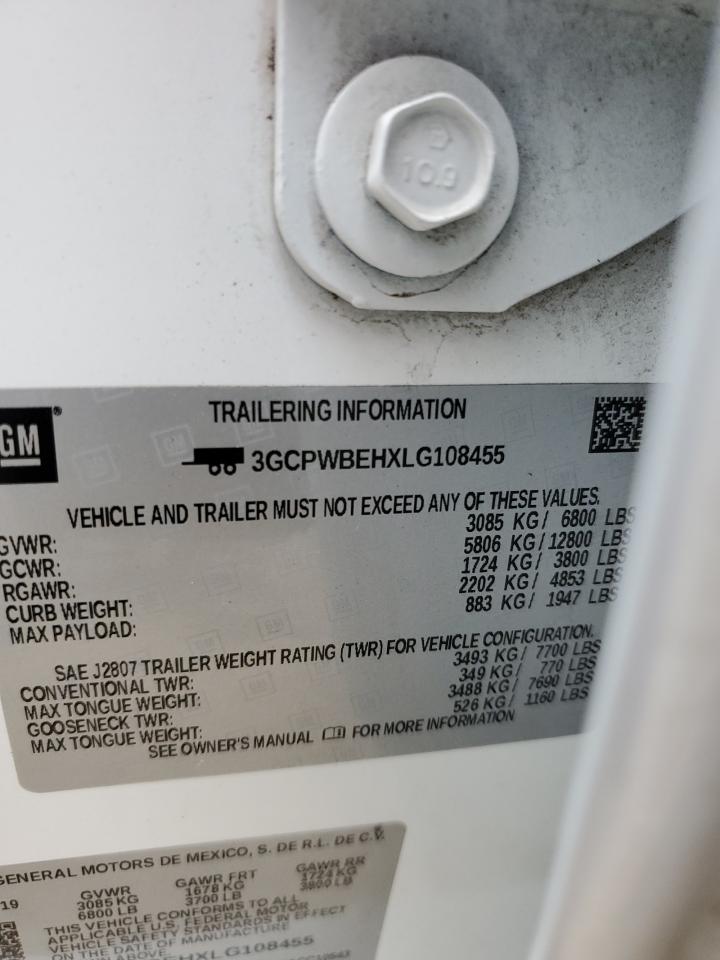 10.9
GM®
TRAILERING INFORMATION
3GCPWBEHXLG108455
VEHICLE AND TRAILER MUST NOT EXCEED ANY OF THESE VALUES.
GVWR: 3085 KG/ 6800 LBS
GCWR: 5806 KG/12800 LBS
RGAWR: 1724 KG/ 3800 LBS
CURB WEIGHT: 2202 KG/ 4853 LBS
MAX PAYLOAD: 883 KG/ 1947 LBS
SAE J2807 TRAILER WEIGHT RATING (TWR) FOR VEHICLE CONFIGURATION.
CONVENTIONAL TWR: 3493 KG/ 7700 LBS
MAX TONGUE WEIGHT: 349 KG/ 770 LBS
GOOSENECK TWR: 3488 KG/ 7690 LBS
MAX TONGUE WEIGHT: 526 KG/ 1160 LBS
SEE OWNER'S MANUAL FOR MORE INFORMATION
GENERAL MOTORS DE MEXICO, S. DE R.L. DE C.V.
19 GVWR GAWR FRT GAWR RR
3085 KG 1678 KG 1724 KG
6800 LB 3700 LB 3800 LB
THIS VEHICLE CONFORMS TO ALL
APPLICABLE U.S. FEDERAL MOTOR
VEHICLE SAFETY STANDARDS IN EFFECT
ON THE DATE OF MANUFACTURE
SHOWN ABOVE.
BEHXLG108455